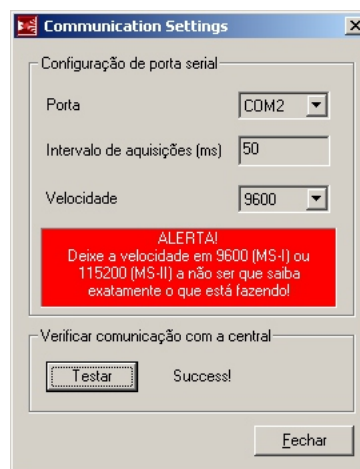 Communication Settings
Configuração de porta serial
Porta
COM2
Intervalo de aquisições (ms)
50
Velocidade
9600
ALERTA!
Deixe a velocidade em 9600 (MS-I) ou
115200 (MS-II) a não ser que saiba
exatamente o que está fazendo!
Verificar comunicação com a central
Testar
Success!
Fechar